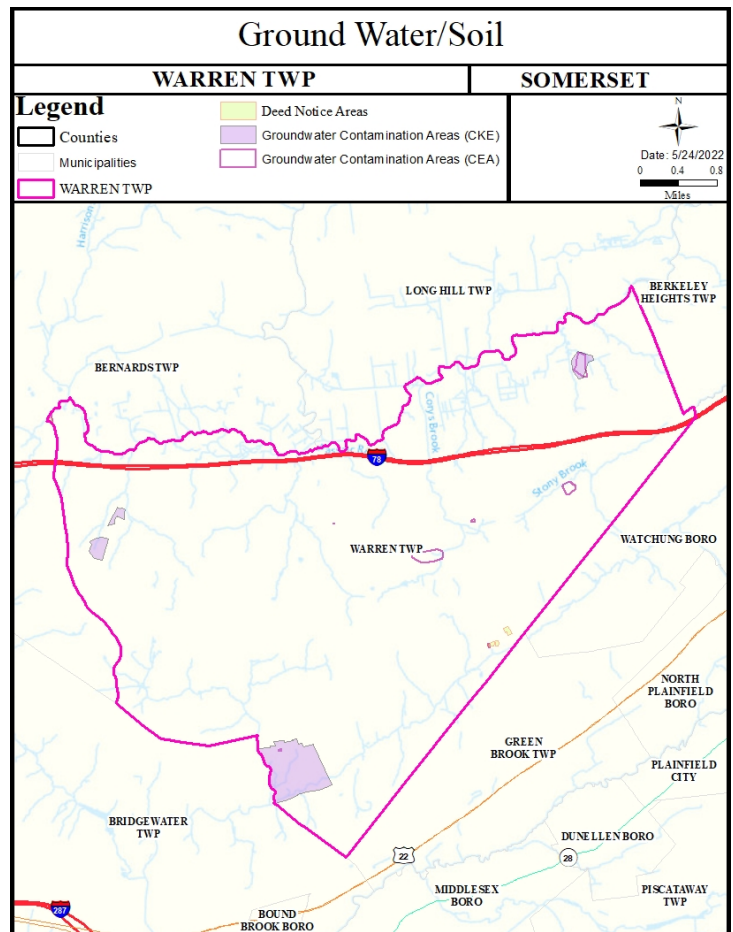 Ground Water/Soil
WARREN TWP
SOMERSET
Legend
Counties
Municipalities
WARREN TWP
Deed Notice Areas
Groundwater Contamination Areas (CKE)
Groundwater Contamination Areas (CEA)
N
Date: 5/24/2022
0 0.4 0.8
Miles
Harrison
LONG HILL TWP
BERKELEY
HEIGHTS TWP
BERNARDS TWP
Corys Brook
78
Stony Brook
WARREN TWP
WATCHUNG BORO
NORTH
PLAINFIELD
BORO
GREEN
BROOK TWP
PLAINFIELD
CITY
BRIDGEWATER
TWP
DUNELLEN BORO
22
28
MIDDLESEX
BORO
PISCATAWAY
TWP
287
BOUND
BROOK BORO